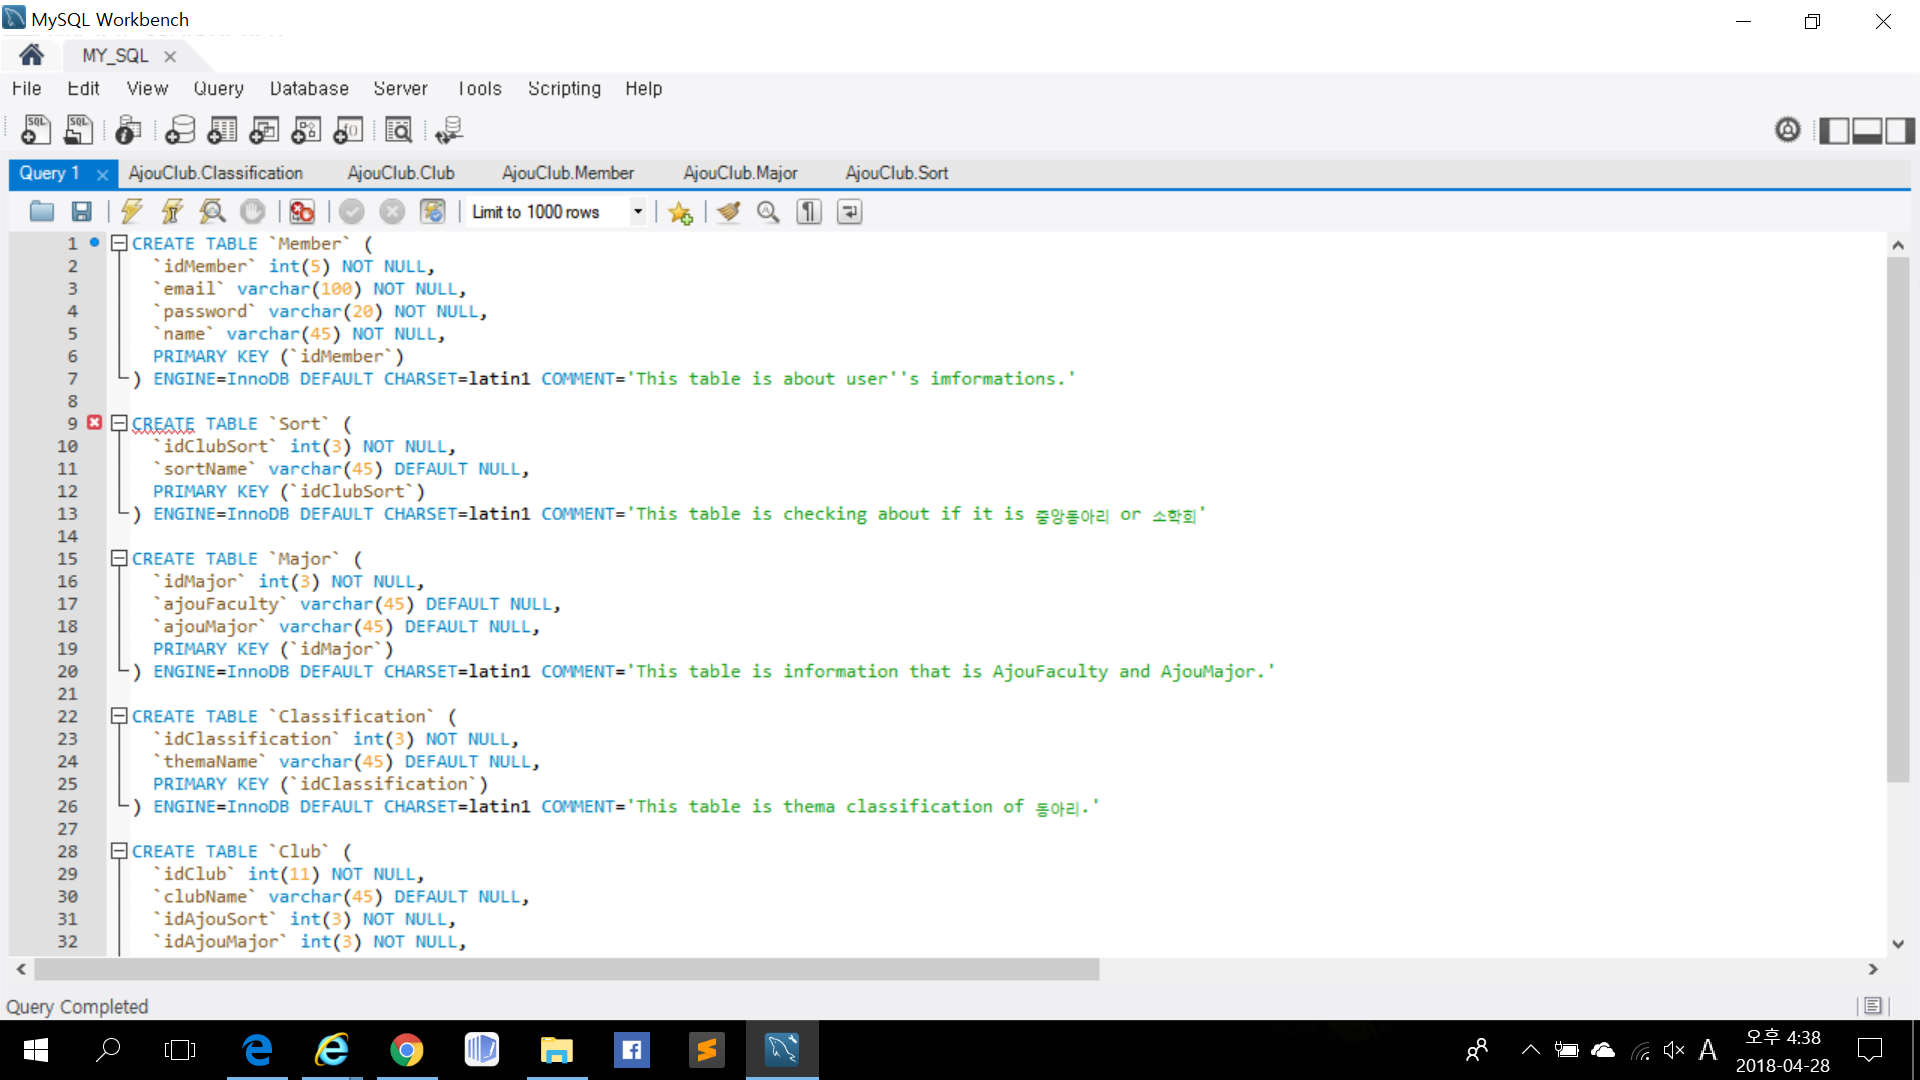 MySQL Workbench
MY_SQL
File Edit View Query Database Server Tools Scripting Help
Query 1 AjouClub.Classification AjouClub.Club AjouClub.Member AjouClub.Major AjouClub.Sort
Limit to 1000 rows
1 CREATE TABLE `Member` (
2 `idMember` int(5) NOT NULL,
3 `email` varchar(100) NOT NULL,
4 `password` varchar(20) NOT NULL,
5 `name` varchar(45) NOT NULL,
6 PRIMARY KEY (`idMember`)
7 ) ENGINE=InnoDB DEFAULT CHARSET=latin1 COMMENT='This table is about user''s imformations.'
8
9 CREATE TABLE `Sort` (
10 `idClubSort` int(3) NOT NULL,
11 `sortName` varchar(45) DEFAULT NULL,
12 PRIMARY KEY (`idClubSort`)
13 ) ENGINE=InnoDB DEFAULT CHARSET=latin1 COMMENT='This table is checking about if it is 중앙동아리 or 소학회'
14
15 CREATE TABLE `Major` (
16 `idMajor` int(3) NOT NULL,
17 `ajouFaculty` varchar(45) DEFAULT NULL,
18 `ajouMajor` varchar(45) DEFAULT NULL,
19 PRIMARY KEY (`idMajor`)
20 ) ENGINE=InnoDB DEFAULT CHARSET=latin1 COMMENT='This table is information that is AjouFaculty and AjouMajor.'
21
22 CREATE TABLE `Classification` (
23 `idClassification` int(3) NOT NULL,
24 `themaName` varchar(45) DEFAULT NULL,
25 PRIMARY KEY (`idClassification`)
26 ) ENGINE=InnoDB DEFAULT CHARSET=latin1 COMMENT='This table is thema classification of 동아리.'
27
28 CREATE TABLE `Club` (
29 `idClub` int(11) NOT NULL,
30 `clubName` varchar(45) DEFAULT NULL,
31 `idAjouSort` int(3) NOT NULL,
32 `idAjouMajor` int(3) NOT NULL,
Query Completed
A
오후 4:38
2018-04-28